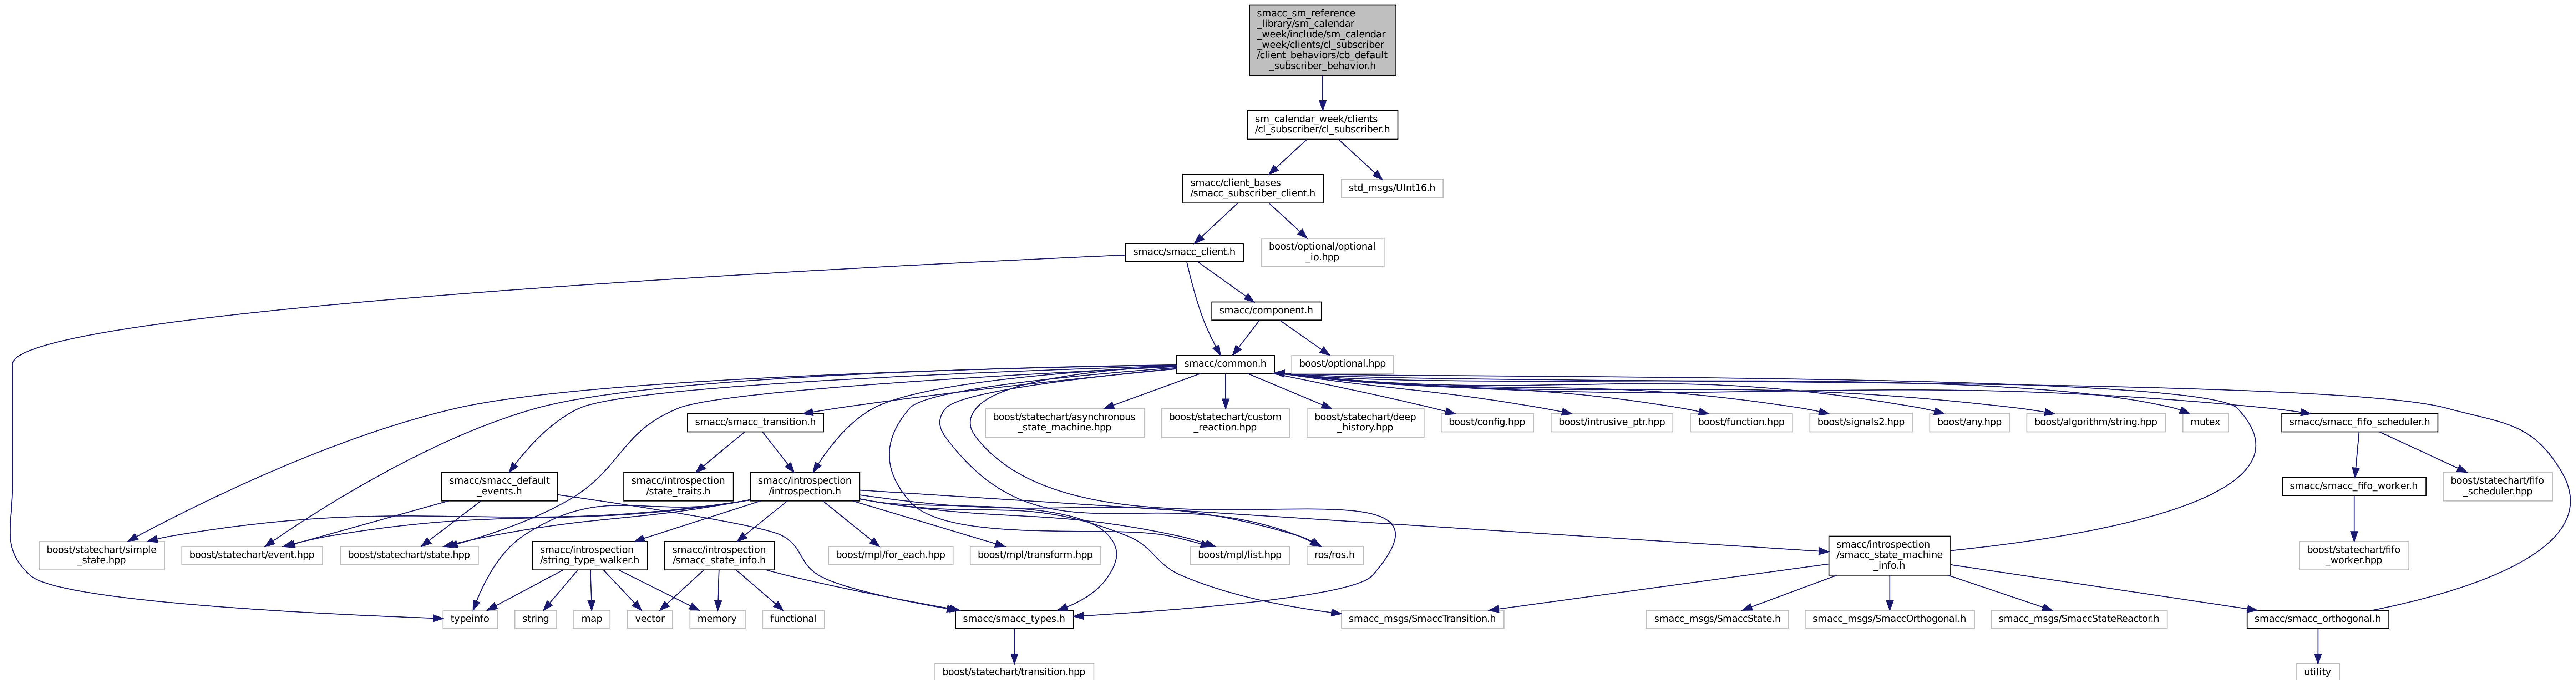 smacc_sm_reference
_library/sm_calendar
_week/include/sm_calendar
_week/clients/cl_subscriber
/client_behaviors/cb_default
_subscriber_behavior.h
sm_calendar_week/clients
/cl_subscriber/cl_subscriber.h
smacc/client_bases
/smacc_subscriber_client.h
std_msgs/UInt16.h
smacc/smacc_client.h
boost/optional/optional
_io.hpp
smacc/component.h
smacc/common.h
boost/optional.hpp
smacc/smacc_transition.h
boost/statechart/asynchronous
_state_machine.hpp
boost/statechart/custom
_reaction.hpp
boost/statechart/deep
_history.hpp
boost/config.hpp
boost/intrusive_ptr.hpp
boost/function.hpp
boost/signals2.hpp
boost/any.hpp
boost/algorithm/string.hpp
mutex
smacc/smacc_fifo_scheduler.h
smacc/smacc_default
_events.h
smacc/introspection
/state_traits.h
smacc/introspection
/introspection.h
smacc/smacc_fifo_worker.h
boost/statechart/fifo
_scheduler.hpp
boost/statechart/simple
_state.hpp
boost/statechart/event.hpp
boost/statechart/state.hpp
smacc/introspection
/string_type_walker.h
smacc/introspection
/smacc_state_info.h
boost/mpl/for_each.hpp
boost/mpl/transform.hpp
boost/mpl/list.hpp
ros/ros.h
smacc/introspection
/smacc_state_machine
_info.h
boost/statechart/fifo
_worker.hpp
typeinfo
string
map
vector
memory
functional
smacc/smacc_types.h
smacc_msgs/SmaccTransition.h
smacc_msgs/SmaccState.h
smacc_msgs/SmaccOrthogonal.h
smacc_msgs/SmaccStateReactor.h
smacc/smacc_orthogonal.h
boost/statechart/transition.hpp
utility